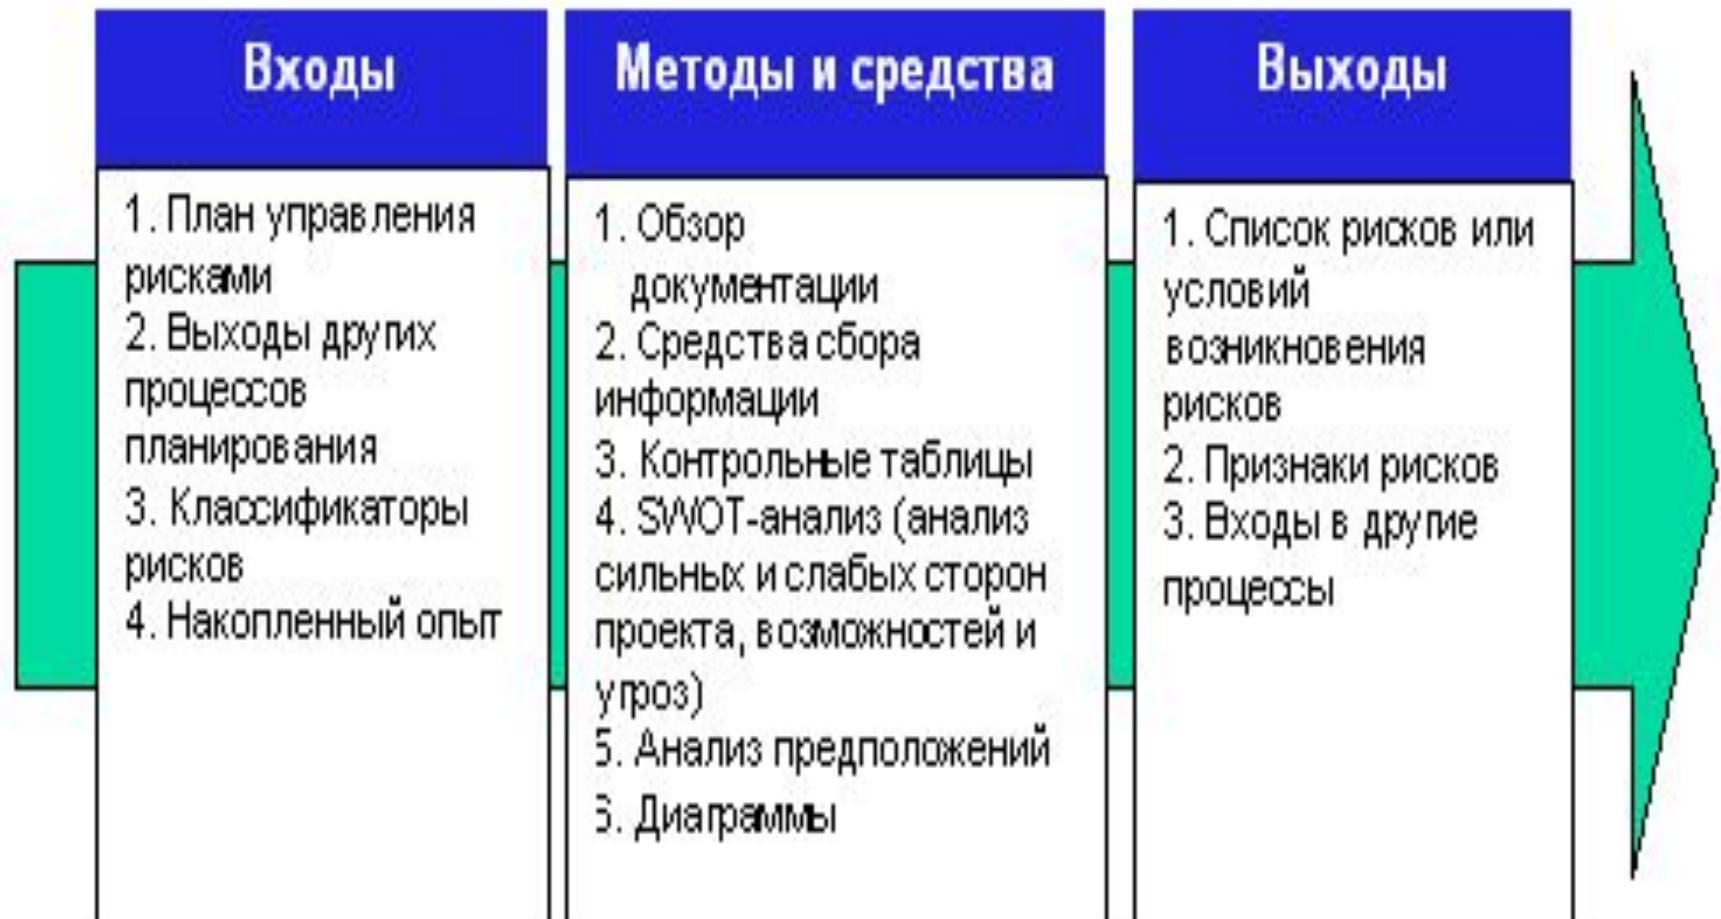 Входы
1. План управления
рисками
2. Выходы других
процессов
планирования
3. Классификаторы
рисков
4. Накопленный опыт
Методы и средства
1. Обзор
документации
2. Средства сбора
информации
3. Контрольные таблицы
4. SWOT-анализ (анализ
сильных и слабых сторон
проекта, возможностей и
угроз)
5. Анализ предположений
6. Диаграммы
Выходы
1. Список рисков или
условий
возникновения
рисков
2. Признаки рисков
3. Входы в другие
процессы